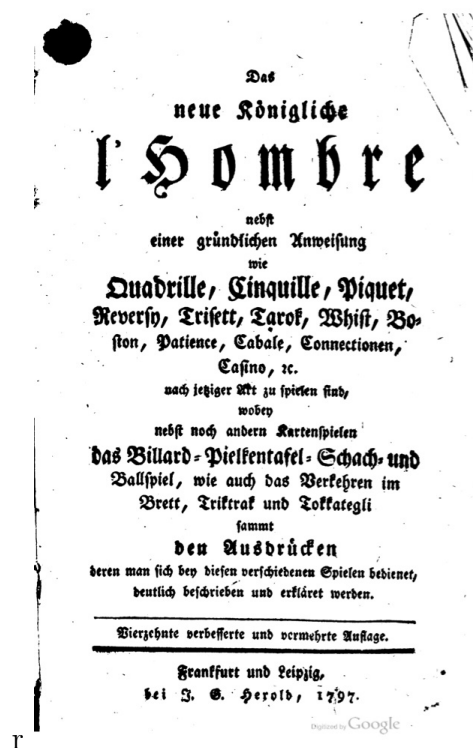 Das
neue Königliche
l'Hombre
nebst
einer gründlichen Anweisung
wie
Quadrille, Cinquille, Piquet,
Reversy, Trisett, Tarok, Whist, Bo-
ston, Patience, Cabale, Connectionen,
Casino, ꝛc.
nach jetziger Art zu spielen sind,
wobey
nebst noch andern Kartenspielen
das Billard- Pielkentafel- Schach- und
Ballspiel, wie auch das Verkehren im
Brett, Triktrak und Tokkategli
sammt
den Ausdrücken
deren man sich bey diesen verschiedenen Spielen bedienet,
deutlich beschrieben und erkläret werden.
Vierzehnte verbesserte und vermehrte Auflage.
Frankfurt und Leipzig,
bei J. G. Herold, 1797.
Digitized by Google
r